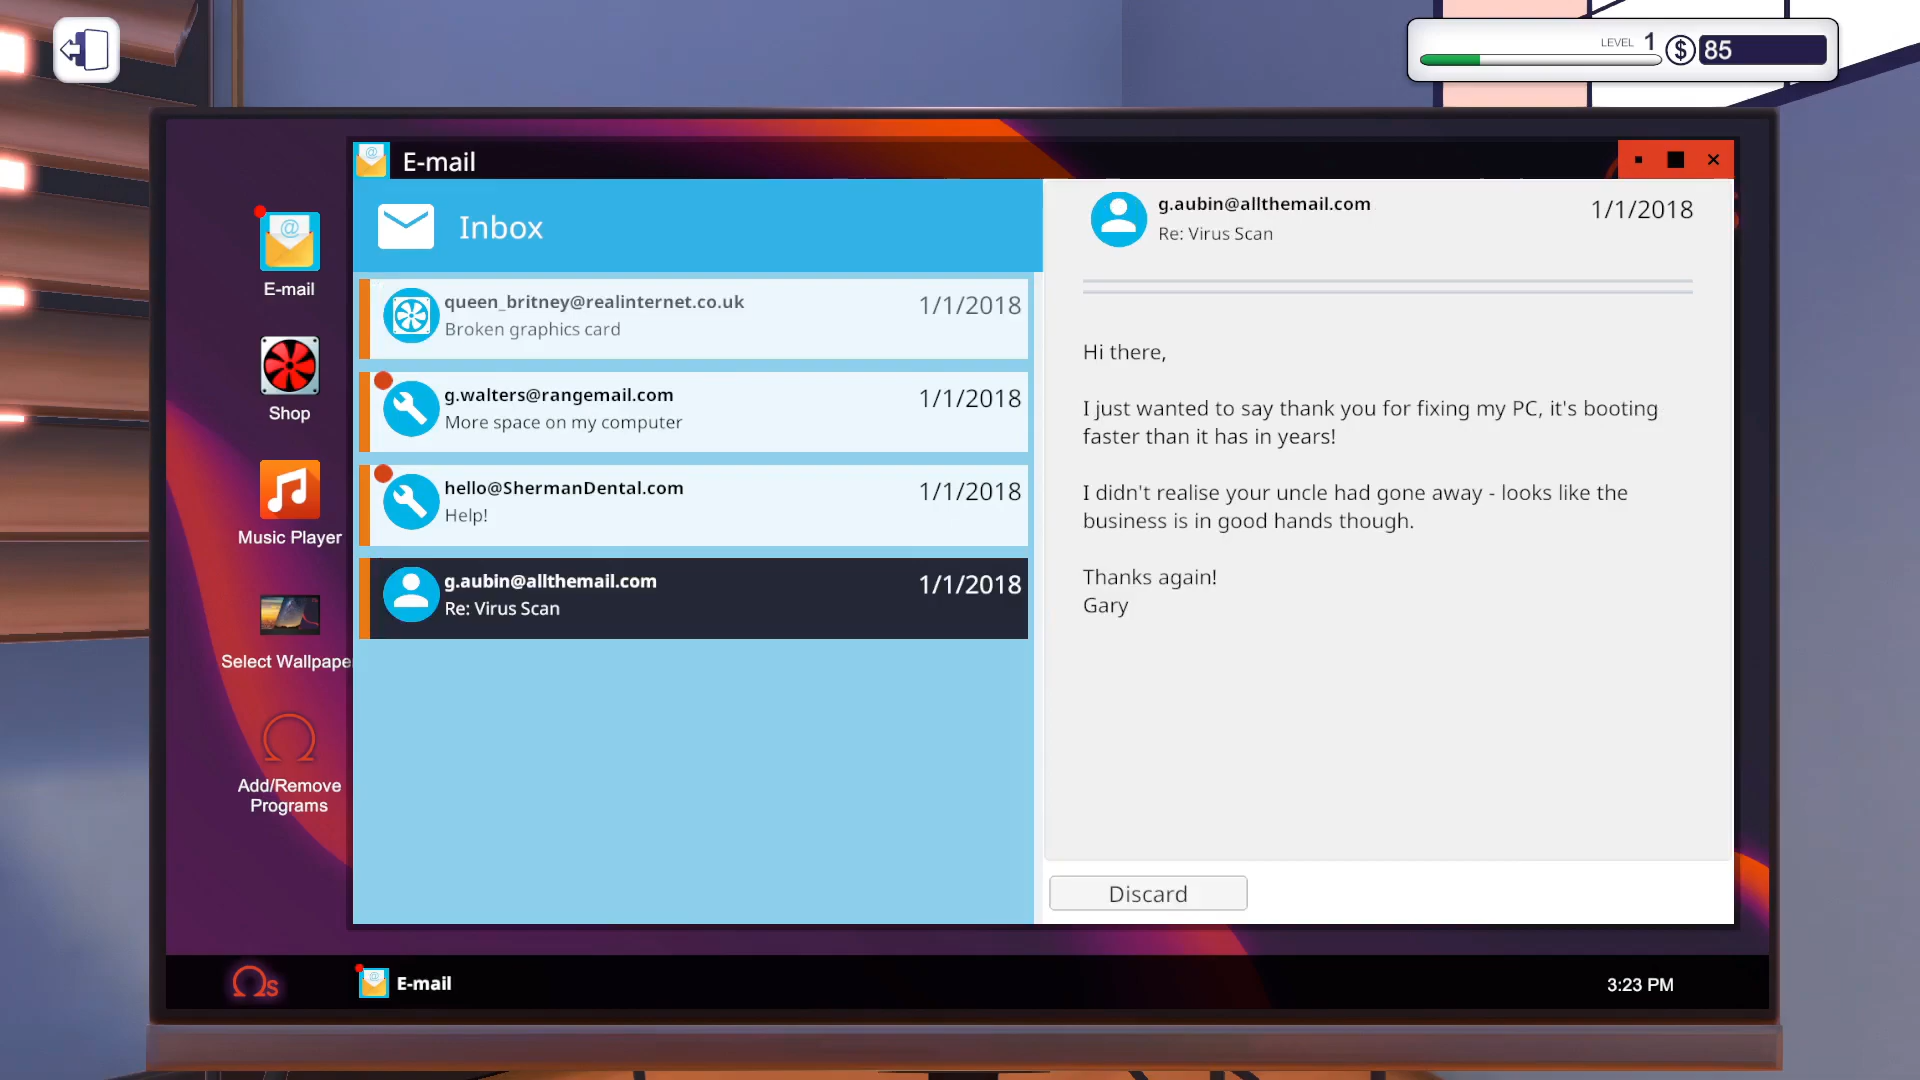 LEVEL 1
$ 85
E-mail
Inbox
queen_britney@realinternet.co.uk
1/1/2018
Broken graphics card
g.walters@rangemail.com
1/1/2018
More space on my computer
hello@ShermanDental.com
1/1/2018
Help!
g.aubin@allthemail.com
1/1/2018
Re: Virus Scan
g.aubin@allthemail.com
1/1/2018
Re: Virus Scan
Hi there,
I just wanted to say thank you for fixing my PC, it's booting
faster than it has in years!
I didn't realise your uncle had gone away - looks like the
business is in good hands though.
Thanks again!
Gary
Discard
E-mail
Shop
Music Player
Select Wallpape
Add/Remove
Programs
Ωs
E-mail
3:23 PM